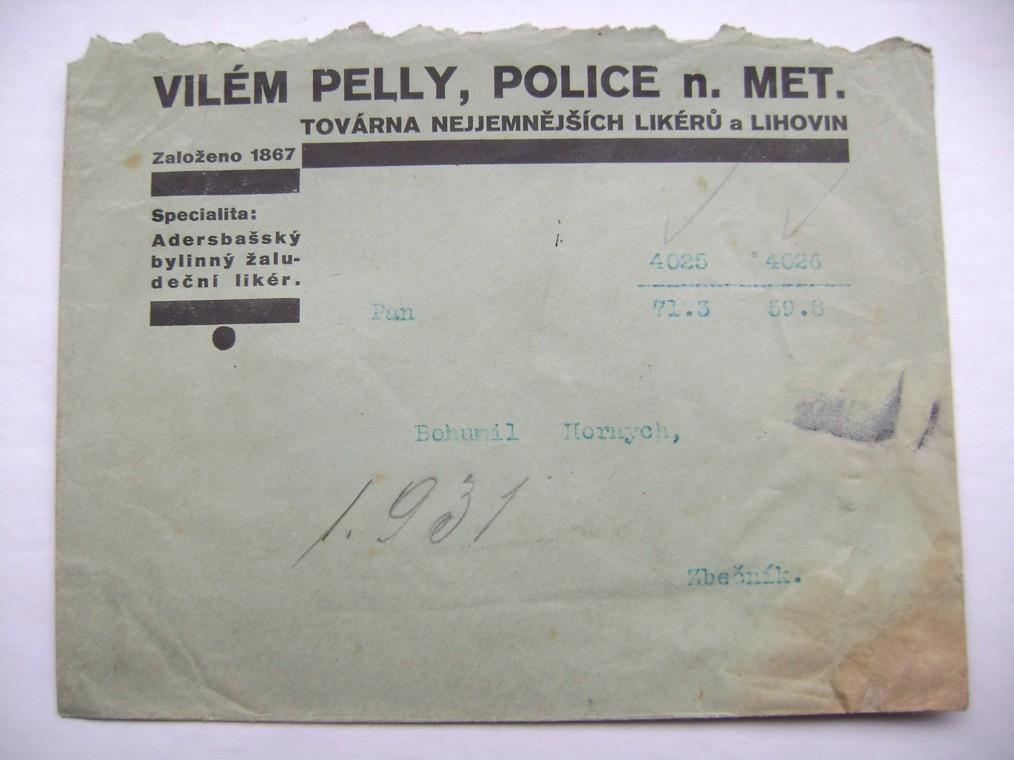 VILÉM PELLY, POLICE n. MET.
TOVÁRNA NEJJEMNĚJŠÍCH LIKÉRŮ a LIHOVIN
Založeno 1867
Specialita:
Adersbašský
bylinný žalu-
deční likér.
4025 4026
71.3 59.8
Pan
Bohumil Hornych,
1.931
Zbečník.